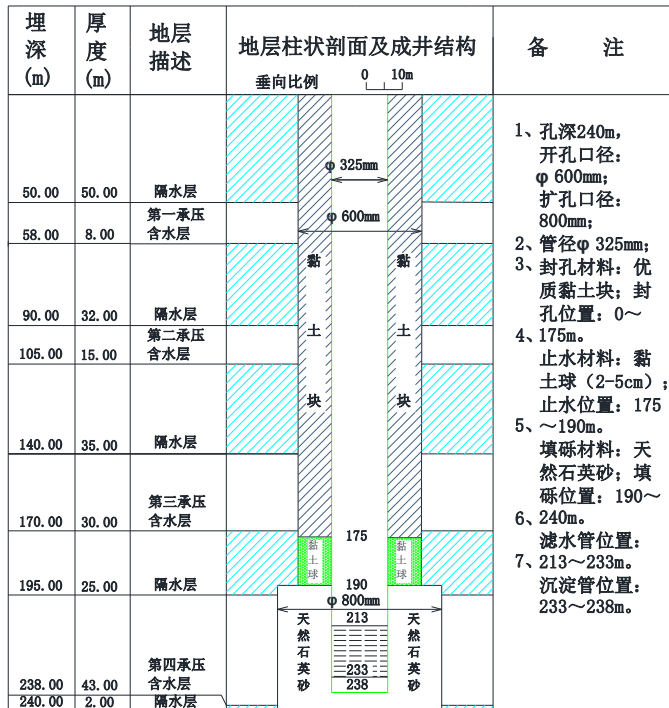 埋深(m)
厚度(m)
地层描述
地层柱状剖面及成井结构
垂向比例 0 10m
备 注
50.00 50.00 隔水层
58.00 8.00 第一承压含水层
90.00 32.00 隔水层
105.00 15.00 第二承压含水层
140.00 35.00 隔水层
170.00 30.00 第三承压含水层
195.00 25.00 隔水层
238.00 43.00 第四承压含水层
240.00 2.00 隔水层
φ 325mm
φ 600mm
黏土块
黏土块
175
黏土球
黏土球
190
φ 800mm
天然石英砂
天然石英砂
213
233
238
1、孔深240m,
开孔口径:
φ 600mm;
扩孔口径:
800mm;
2、管径φ 325mm;
3、封孔材料: 优
质黏土块; 封
孔位置: 0～
4、175m。
止水材料: 黏
土球（2-5cm）;
止水位置: 175
5、～190m。
填砾材料: 天
然石英砂; 填
砾位置: 190～
6、240m。
滤水管位置:
7、213～233m。
沉淀管位置:
233～238m。